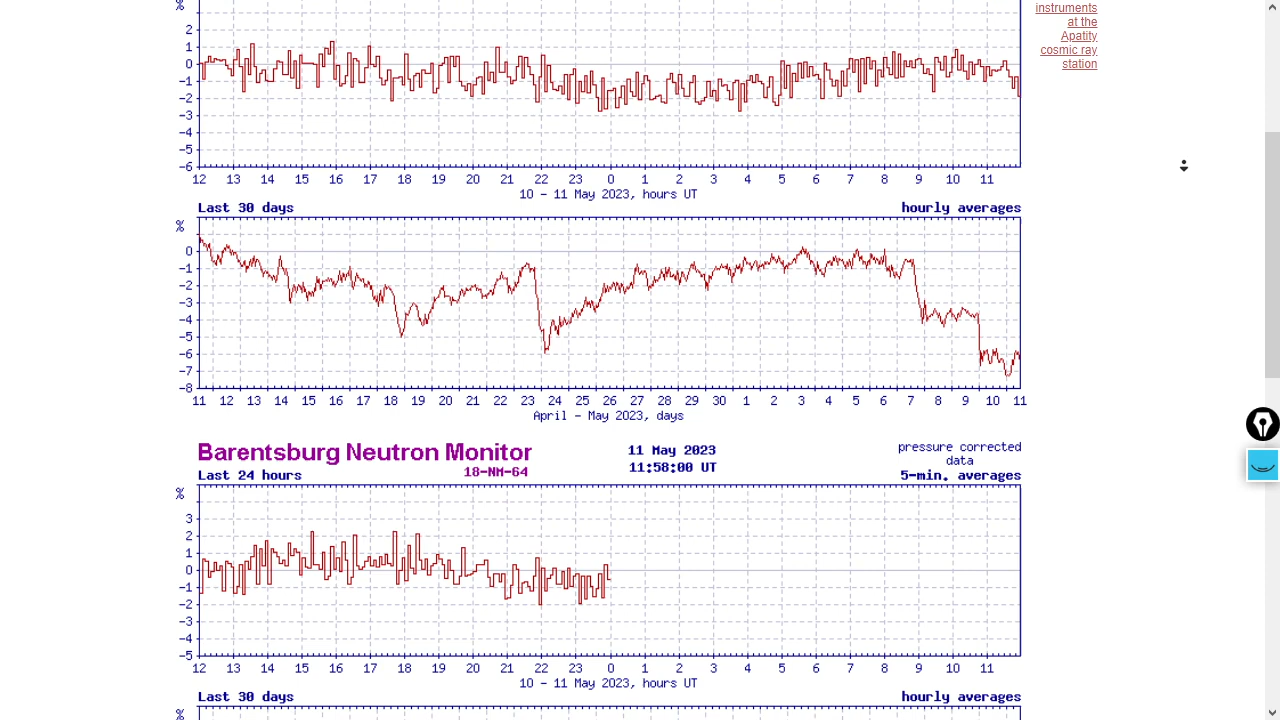 instruments
at the
Apatity
cosmic ray
station
%
2
1
0
-1
-2
-3
-4
-5
-6
12 13 14 15 16 17 18 19 20 21 22 23 0 1 2 3 4 5 6 7 8 9 10 11
10 - 11 May 2023, hours UT
Last 30 days hourly averages
%
0
-1
-2
-3
-4
-5
-6
-7
-8
11 12 13 14 15 16 17 18 19 20 21 22 23 24 25 26 27 28 29 30 1 2 3 4 5 6 7 8 9 10 11
April - May 2023, days
Barentsburg Neutron Monitor 11 May 2023 pressure corrected
data
18-NM-64 11:58:00 UT
Last 24 hours 5-min. averages
%
3
2
1
0
-1
-2
-3
-4
-5
12 13 14 15 16 17 18 19 20 21 22 23 0 1 2 3 4 5 6 7 8 9 10 11
10 - 11 May 2023, hours UT
Last 30 days hourly averages
%